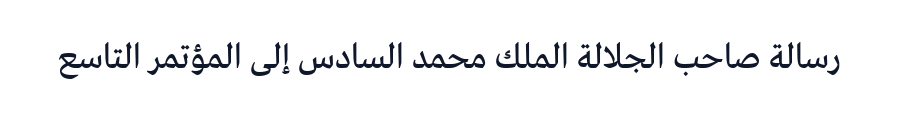 رسالة صاحب الجلالة الملك محمد السادس إلى المؤتمر التاسع